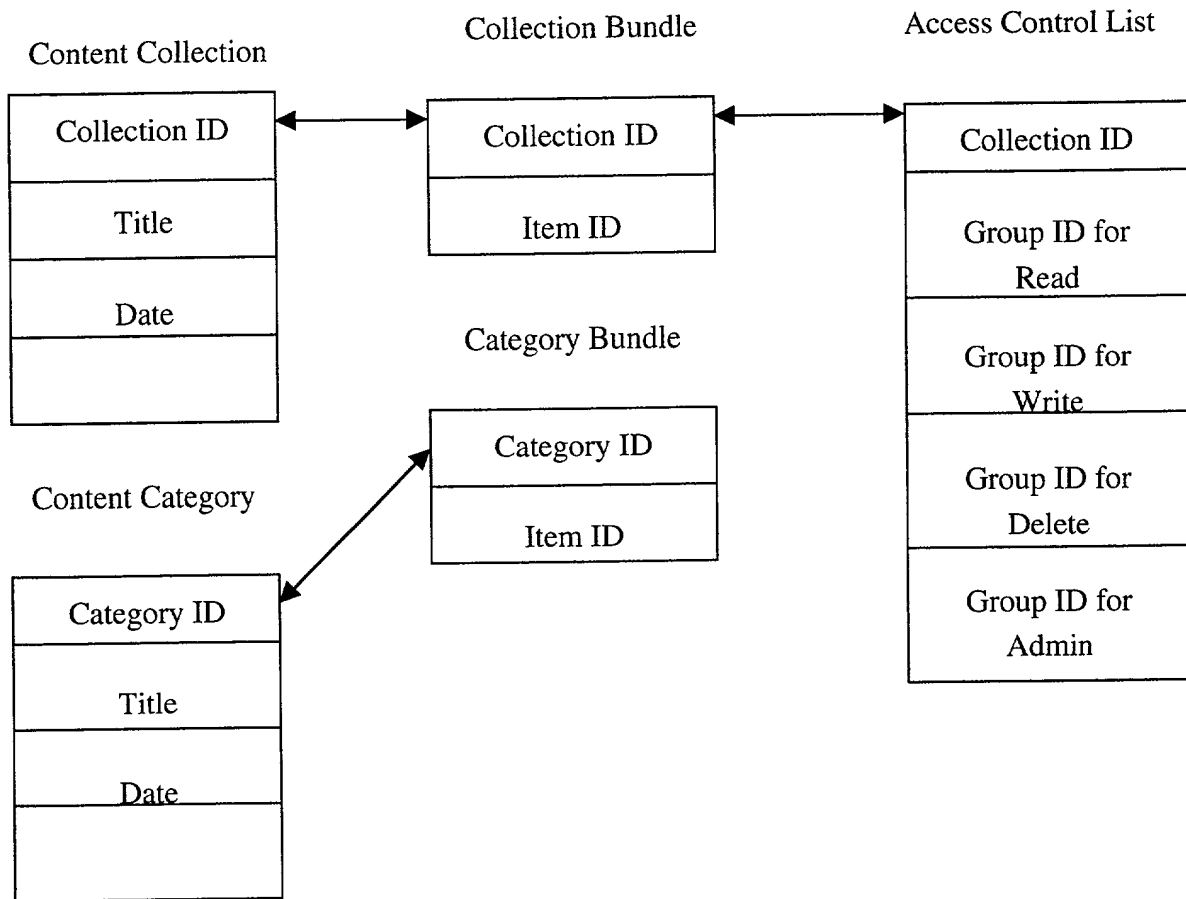 Content Collection
Collection ID
Title
Date
Collection Bundle
Collection ID
Item ID
Access Control List
Collection ID
Group ID for
Read
Group ID for
Write
Group ID for
Delete
Group ID for
Admin
Category Bundle
Category ID
Item ID
Content Category
Category ID
Title
Date